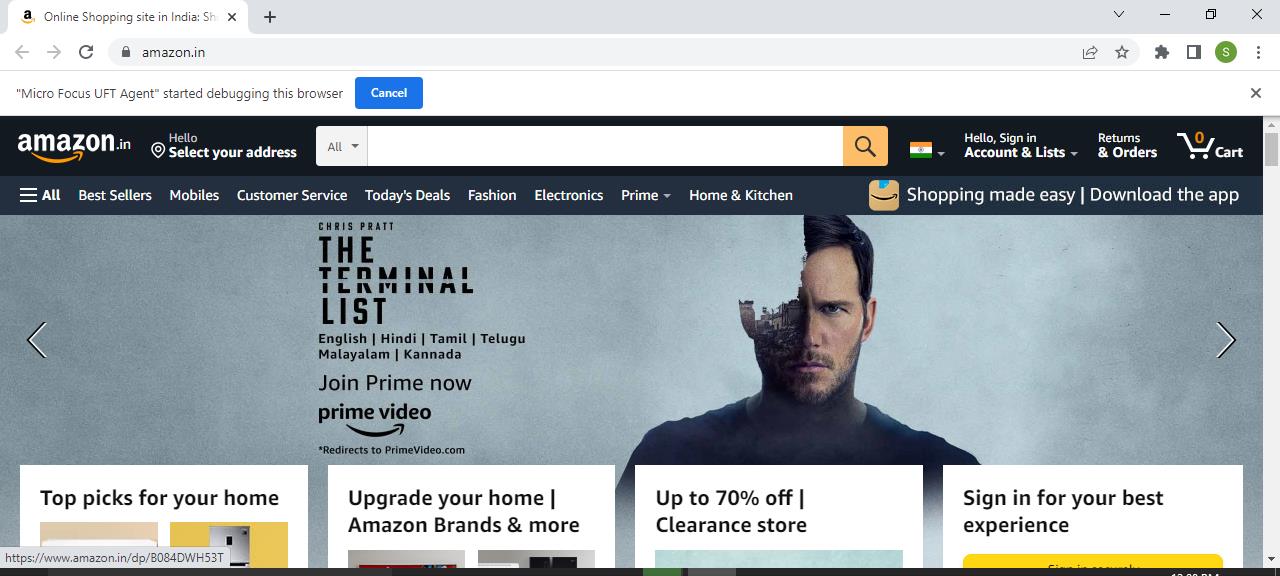 Online Shopping site in India: Sh
amazon.in
S
"Micro Focus UFT Agent" started debugging this browser
Cancel
amazon.in
Hello
Select your address
All
Hello, Sign in
Account & Lists
Returns
& Orders
0
Cart
All Best Sellers Mobiles Customer Service Today's Deals Fashion Electronics Prime Home & Kitchen
Shopping made easy | Download the app
CHRIS PRATT
THE
TERMINAL
LIST
English | Hindi | Tamil | Telugu
Malayalam | Kannada
Join Prime now
prime video
*Redirects to PrimeVideo.com
Top picks for your home
Upgrade your home |
Amazon Brands & more
Up to 70% off |
Clearance store
Sign in for your best
experience
Sign in securely
https://www.amazon.in/dp/B084DWH53T